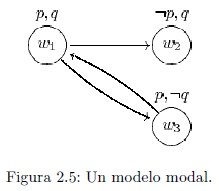 p, q
¬p, q
w₁
w₂
p, ¬q
w₃
Figura 2.5: Un modelo modal.